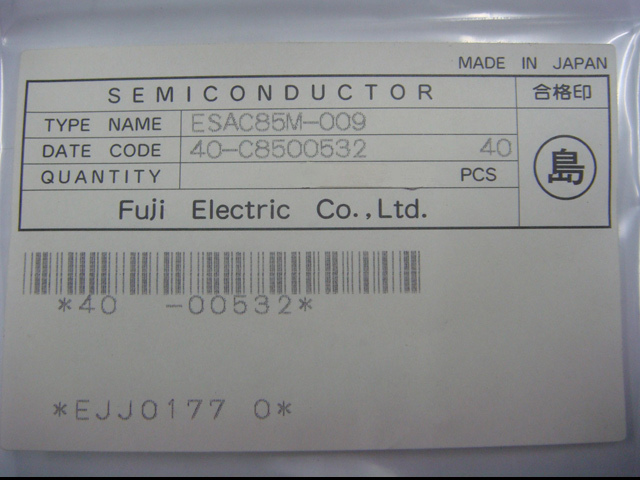 MADE IN JAPAN
SEMICONDUCTOR
合格印
TYPE NAME ESAC85M-009
DATE CODE 40-C8500532 40
島
QUANTITY PCS
Fuji Electric Co.,Ltd.
*40 -00532*
*EJJ0177 0*